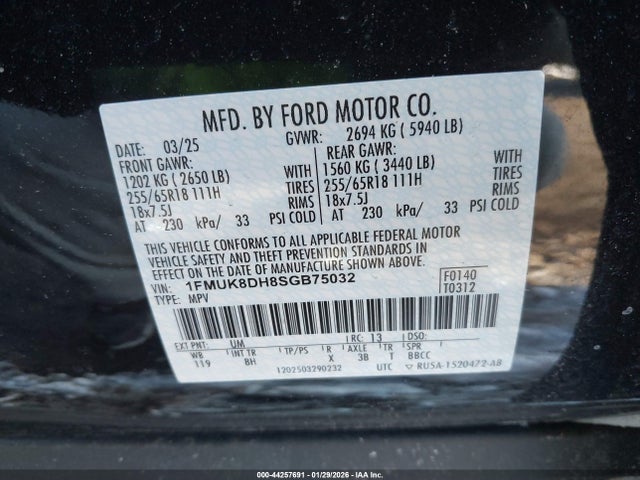 MFD. BY FORD MOTOR CO.
DATE: 03/25 GVWR: 2694 KG ( 5940 LB)
FRONT GAWR: REAR GAWR:
1202 KG ( 2650 LB) WITH 1560 KG ( 3440 LB) WITH
255/65R18 111H TIRES 255/65R18 111H TIRES
18x7.5J RIMS 18x7.5J RIMS
AT 230 kPa/ 33 PSI COLD AT 230 kPa/ 33 PSI COLD
THIS VEHICLE CONFORMS TO ALL APPLICABLE FEDERAL MOTOR
VEHICLE SAFETY AND THEFT PREVENTION STANDARDS IN
EFFECT ON THE DATE OF MANUFACTURE SHOWN ABOVE.
VIN: 1FMUK8DH8SGB75032 F0140
TYPE: MPV T0312
EXT PNT: UM RC: 13 DSO:
WB INT TR TP/PS R AXLE TR SPR
119 BH X 3B T BBCC
1202503290232 UTC ▽ RU5A-1520472-AB
000-44257691 - 01/29/2026 - IAA Inc.